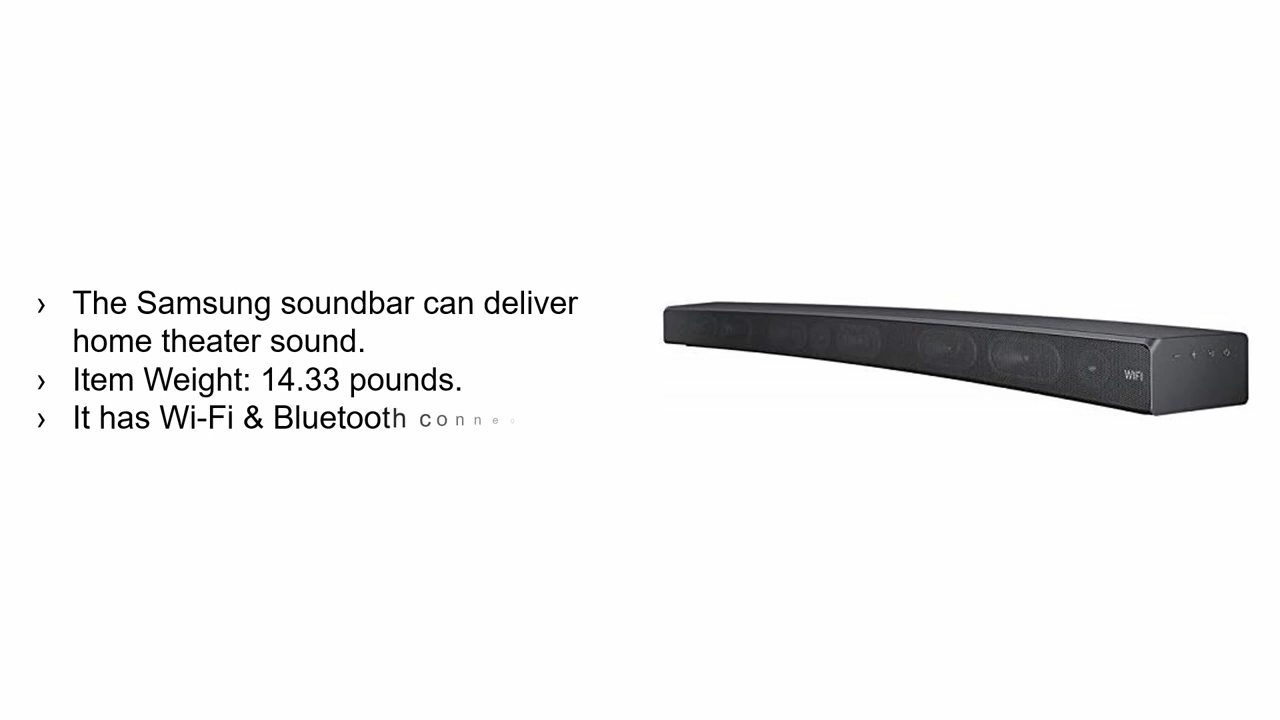 › The Samsung soundbar can deliver
home theater sound.
› Item Weight: 14.33 pounds.
› It has Wi-Fi & Bluetooth connec
WiFi